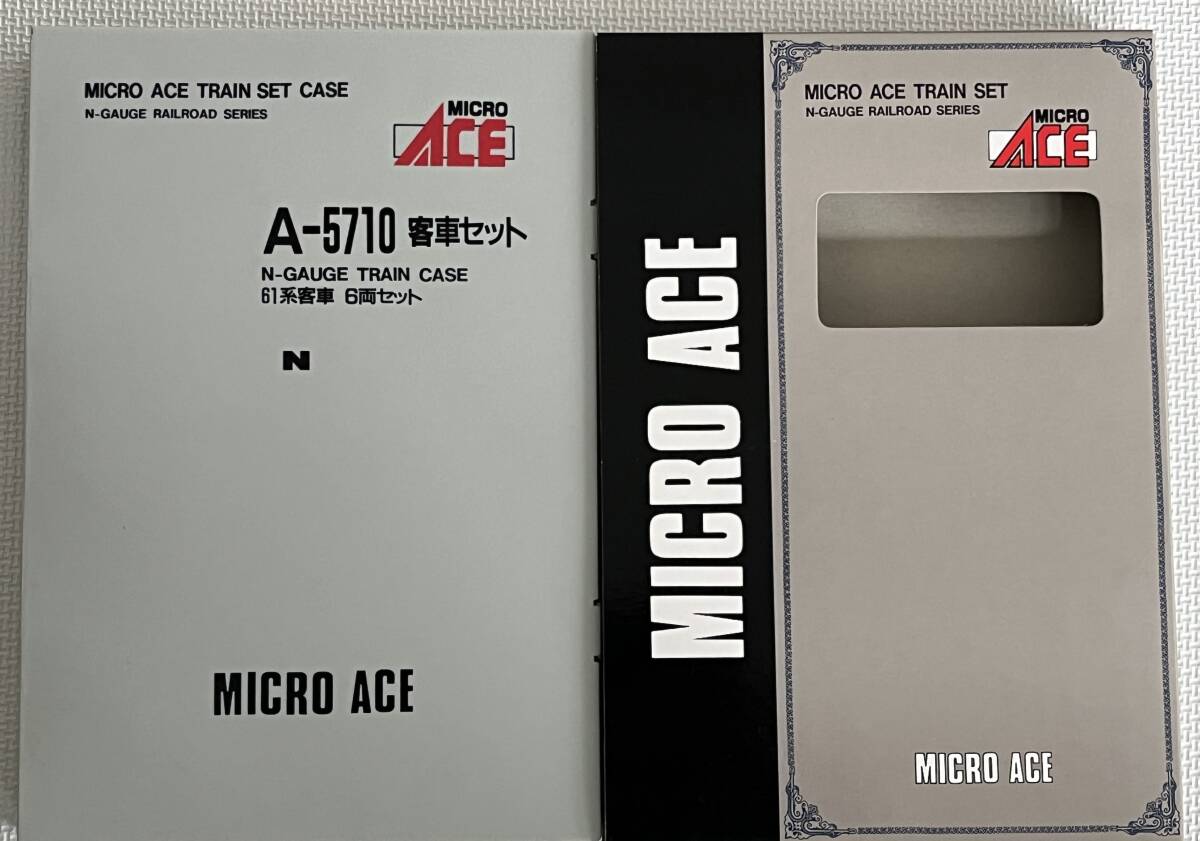 MICRO ACE TRAIN SET CASE
N-GAUGE RAILROAD SERIES
MICRO
ACE
A-5710 客車セット
N-GAUGE TRAIN CASE
61系客車 6両セット
N
MICRO ACE
MICRO ACE
MICRO ACE TRAIN SET
N-GAUGE RAILROAD SERIES
MICRO
ACE
MICRO ACE